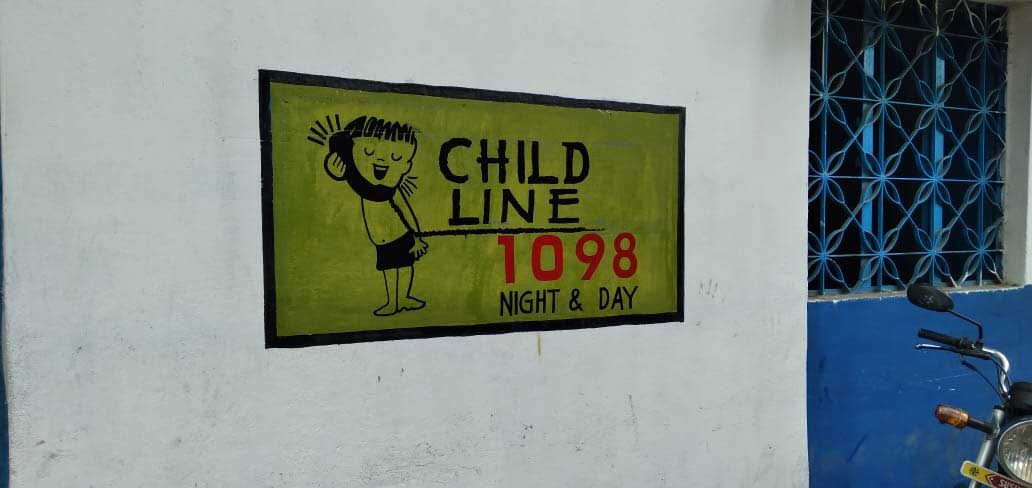 CHILD
LINE
1098
NIGHT & DAY